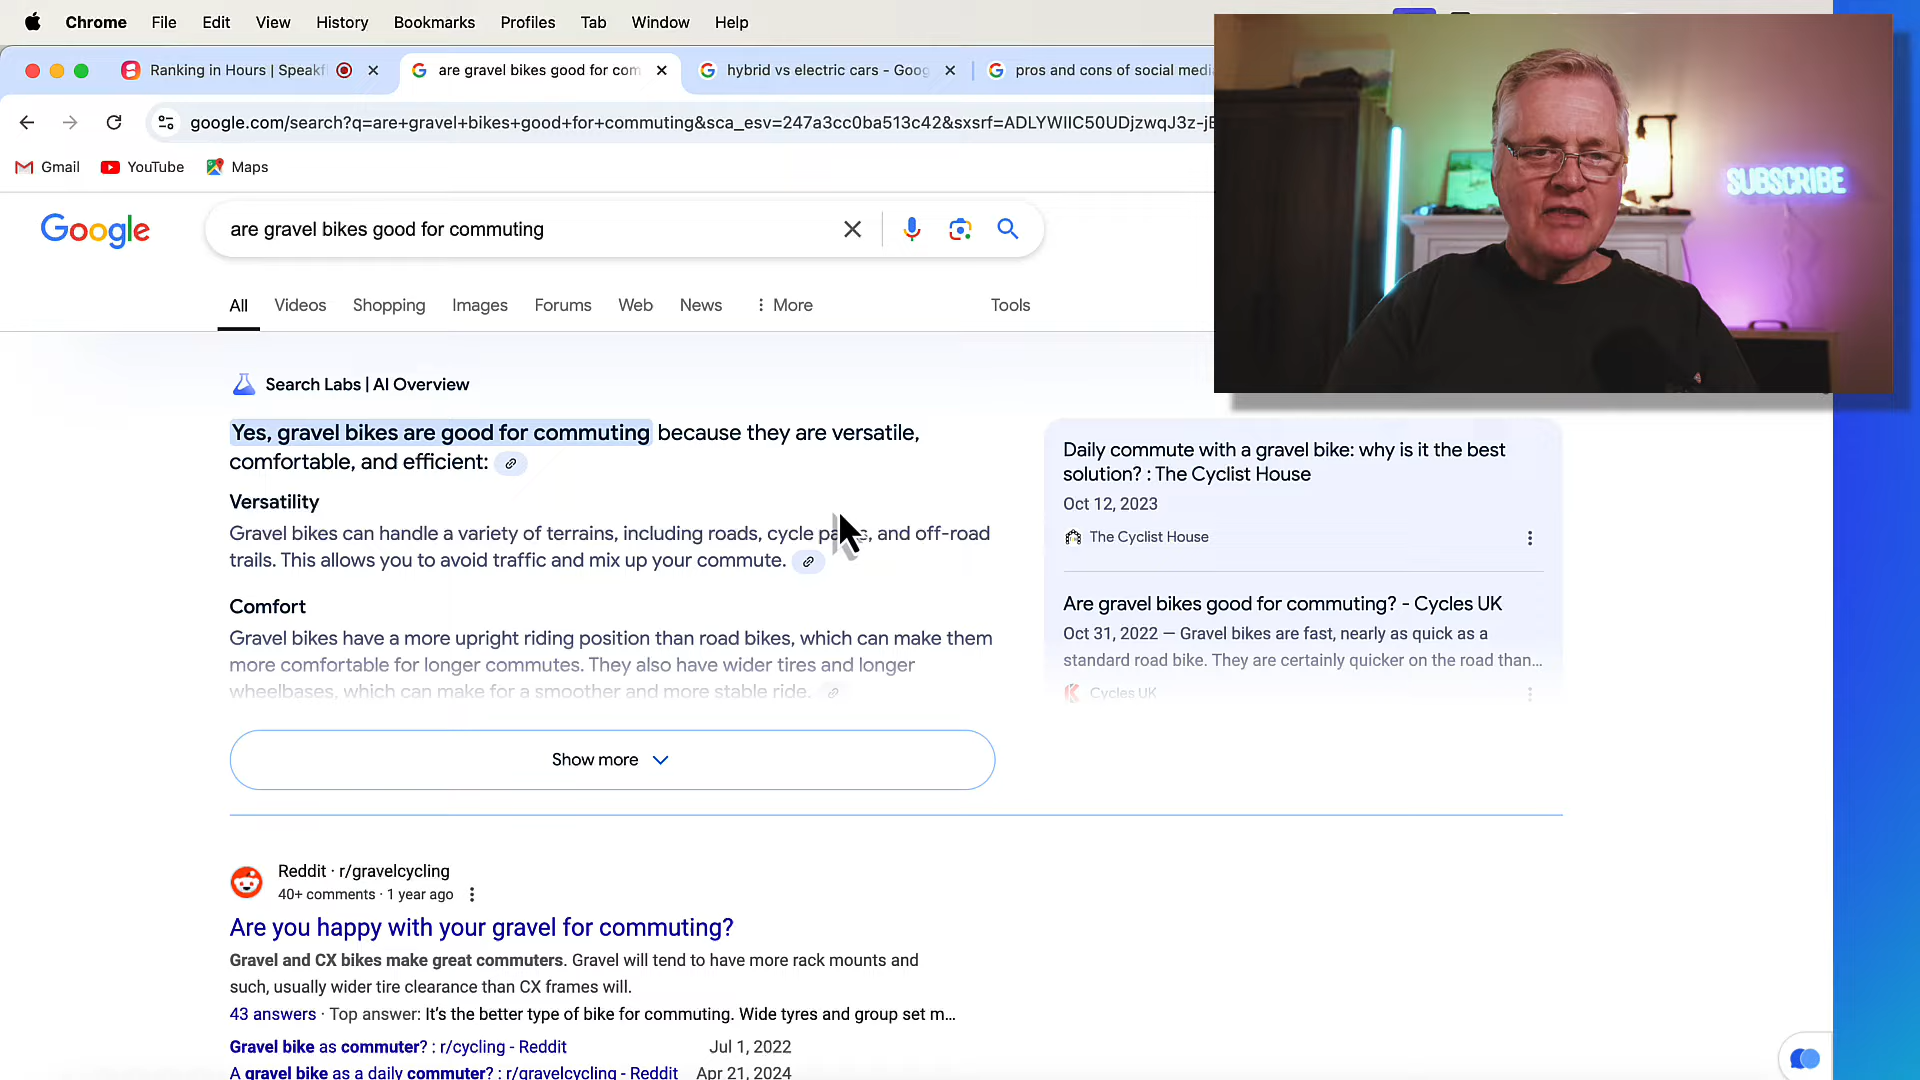 Chrome File Edit View History Bookmarks Profiles Tab Window Help
Ranking in Hours | Speakf
are gravel bikes good for com
hybrid vs electric cars - Goog
pros and cons of social medi
google.com/search?q=are+gravel+bikes+good+for+commuting&sca_esv=247a3cc0ba513c42&sxsrf=ADLYWIIC50UDjzwqJ3z-jE
Gmail YouTube Maps
SUBSCRIBE
Google
are gravel bikes good for commuting
All Videos Shopping Images Forums Web News More Tools
Search Labs | AI Overview
Yes, gravel bikes are good for commuting because they are versatile,
comfortable, and efficient:
Versatility
Gravel bikes can handle a variety of terrains, including roads, cycle pa, and off-road
trails. This allows you to avoid traffic and mix up your commute.
Comfort
Gravel bikes have a more upright riding position than road bikes, which can make them
more comfortable for longer commutes. They also have wider tires and longer
wheelbases, which can make for a smoother and more stable ride.
Show more
Daily commute with a gravel bike: why is it the best
solution? : The Cyclist House
Oct 12, 2023
The Cyclist House
Are gravel bikes good for commuting? - Cycles UK
Oct 31, 2022 — Gravel bikes are fast, nearly as quick as a
standard road bike. They are certainly quicker on the road than...
Cycles UK
Reddit · r/gravelcycling
40+ comments · 1 year ago
Are you happy with your gravel for commuting?
Gravel and CX bikes make great commuters. Gravel will tend to have more rack mounts and
such, usually wider tire clearance than CX frames will.
43 answers · Top answer: It's the better type of bike for commuting. Wide tyres and group set m...
Gravel bike as commuter? : r/cycling - Reddit Jul 1, 2022
A gravel bike as a daily commuter? : r/gravelcycling - Reddit Apr 21, 2024